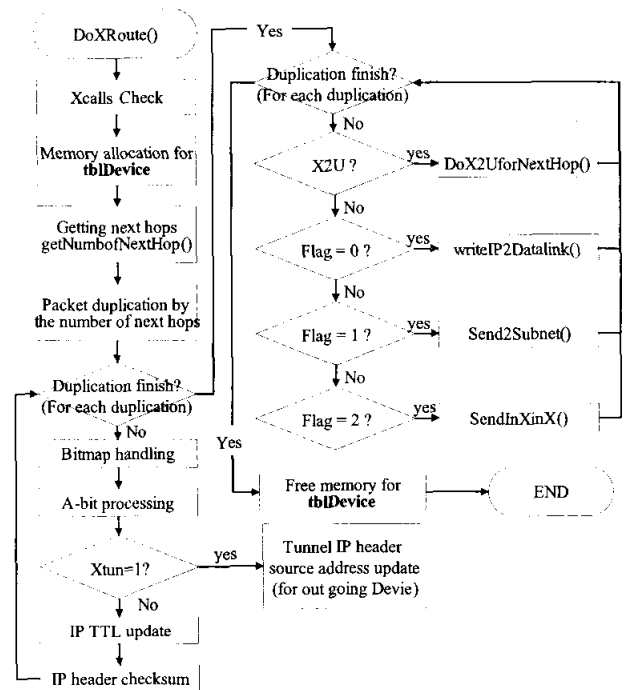 DoXRoute()
Xcalls Check
Memory allocation for
tblDevice
Getting next hops
getNumbofNextHop()
Packet duplication by
the number of next hops
Duplication finish?
(For each duplication)
No
Bitmap handling
A-bit processing
Xtun=1?
yes
Tunnel IP header
source address update
(for out going Devie)
No
IP TTL update
IP header checksum
Yes
Duplication finish?
(For each duplication)
No
X2U ?
yes
DoX2UforNextHop()
No
Flag = 0 ?
yes
writeIP2Datalink()
No
Flag = 1 ?
yes
Send2Subnet()
No
Flag = 2 ?
yes
SendInXinX()
Yes
Free memory for
tblDevice
END